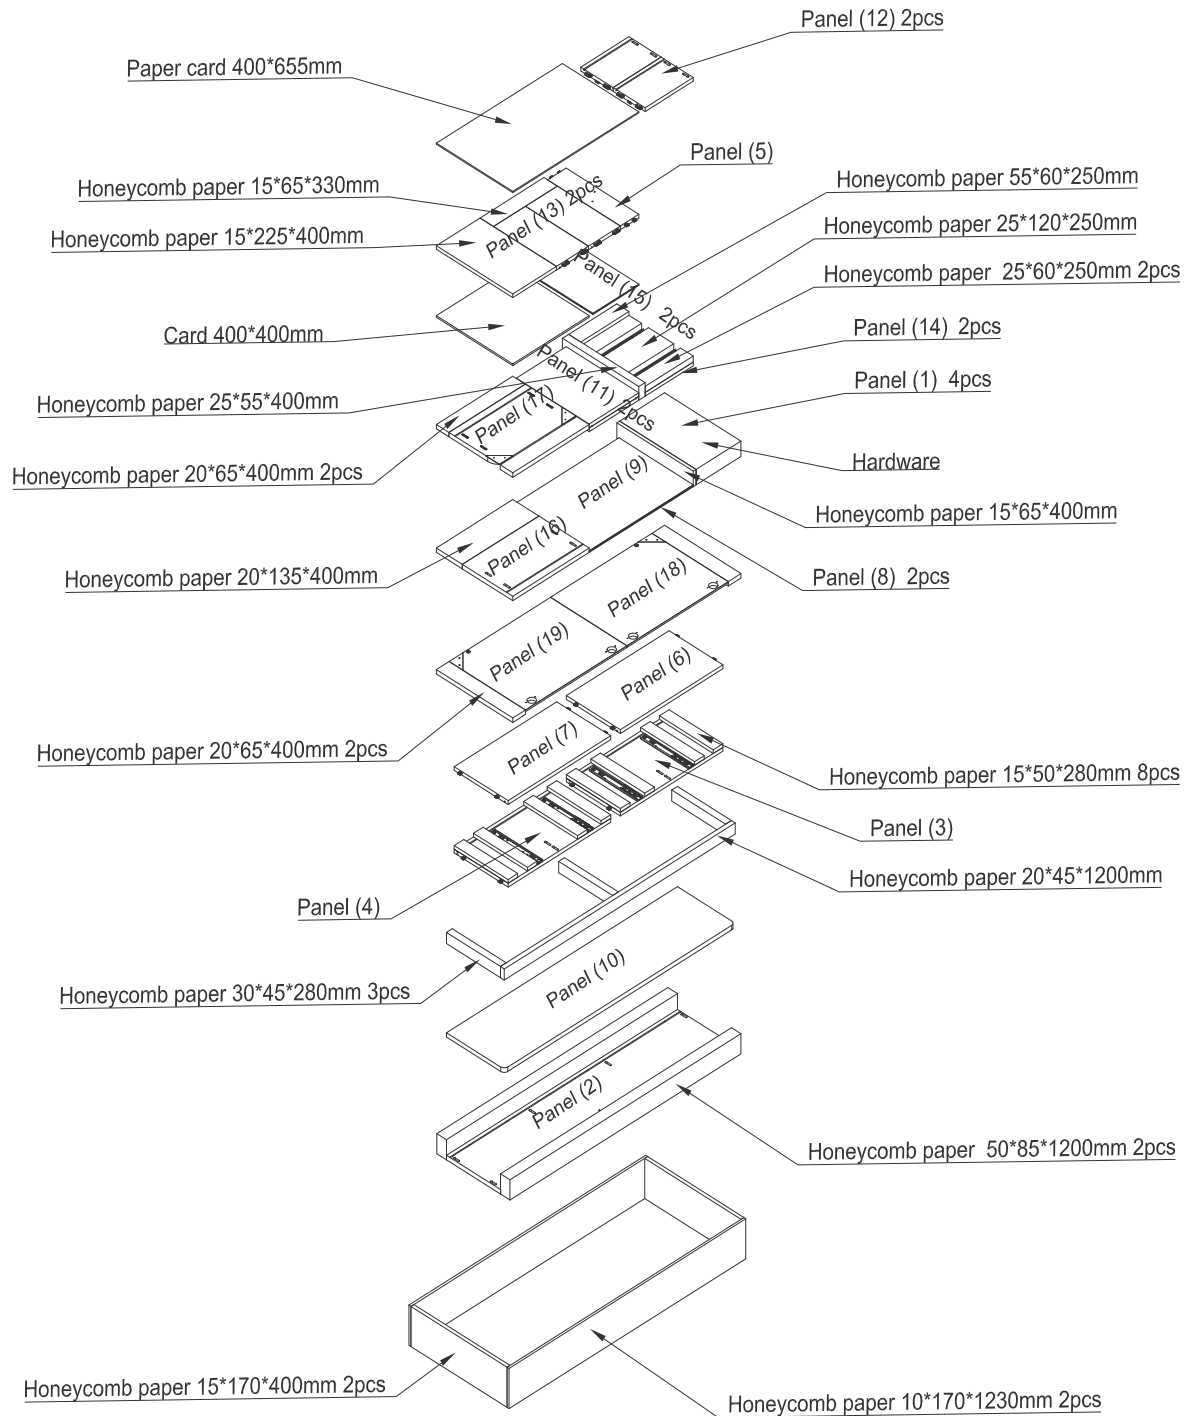 Panel (12) 2pcs
Paper card 400*655mm
Panel (5)
Honeycomb paper 55*60*250mm
Honeycomb paper 15*65*330mm
Panel (13) 2pcs
Honeycomb paper 25*120*250mm
Honeycomb paper 15*225*400mm
Honeycomb paper  25*60*250mm 2pcs
Panel (15)  2pcs
Card 400*400mm
Panel (14)  2pcs
Panel (11)  2pcs
Panel (1)  4pcs
Honeycomb paper 25*55*400mm
Panel (17)
Hardware
Honeycomb paper 20*65*400mm 2pcs
Panel (9)
Honeycomb paper 15*65*400mm
Panel (16)
Honeycomb paper 20*135*400mm
Panel (8)  2pcs
Panel (18)
Panel (19)
Panel (6)
Honeycomb paper 20*65*400mm 2pcs
Panel (7)
Honeycomb paper 15*50*280mm 8pcs
Panel (3)
Honeycomb paper 20*45*1200mm
Panel (4)
Honeycomb paper 30*45*280mm 3pcs
Panel (10)
Panel (2)
Honeycomb paper  50*85*1200mm 2pcs
Honeycomb paper 15*170*400mm 2pcs
Honeycomb paper 10*170*1230mm 2pcs